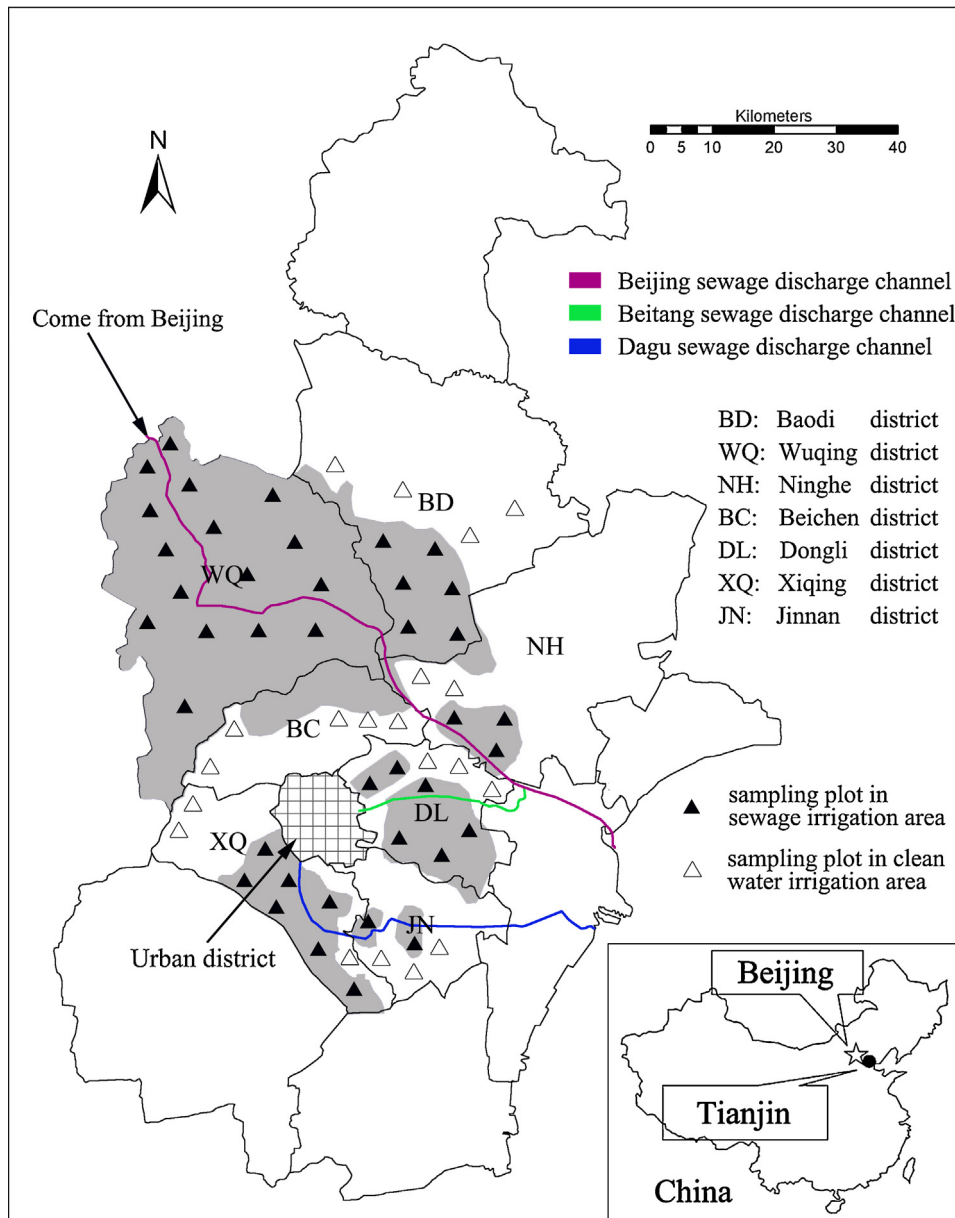 Kilometers
0 5 10 20 30 40
N
Beijing sewage discharge channel
Beitang sewage discharge channel
Dagu sewage discharge channel
Come from Beijing
BD: Baodi district
WQ: Wuqing district
NH: Ninghe district
BC: Beichen district
DL: Dongli district
XQ: Xiqing district
JN: Jinnan district
BD
WQ
NH
BC
DL
XQ
JN
sampling plot in
sewage irrigation area
sampling plot in clean
water irrigation area
Urban district
Beijing
Tianjin
China